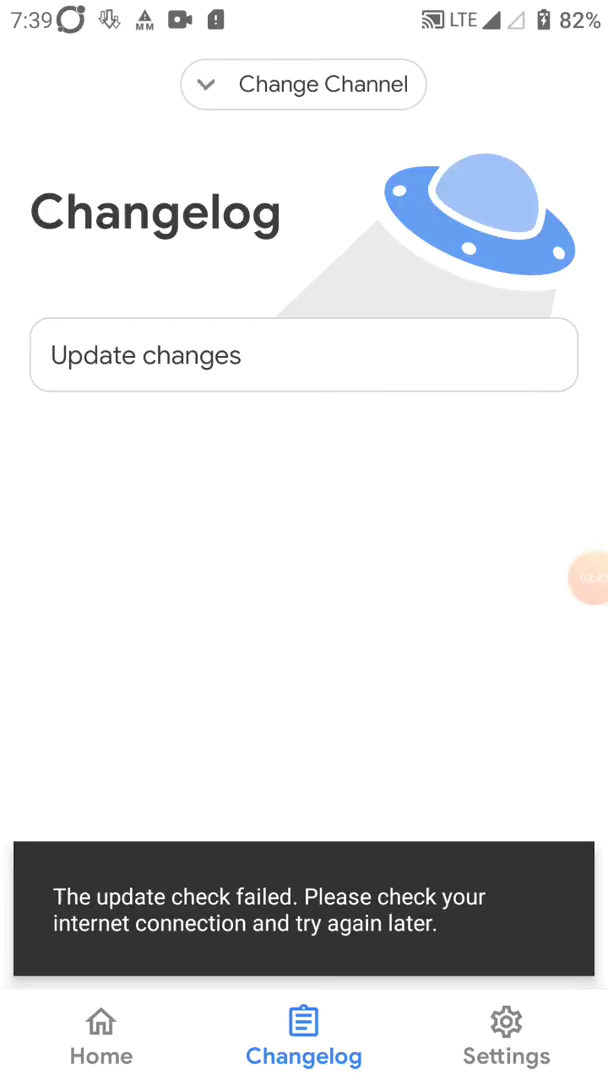 7:39
MM
LTE
82%
Change Channel
Changelog
Update changes
The update check failed. Please check your
internet connection and try again later.
Home
Changelog
Settings